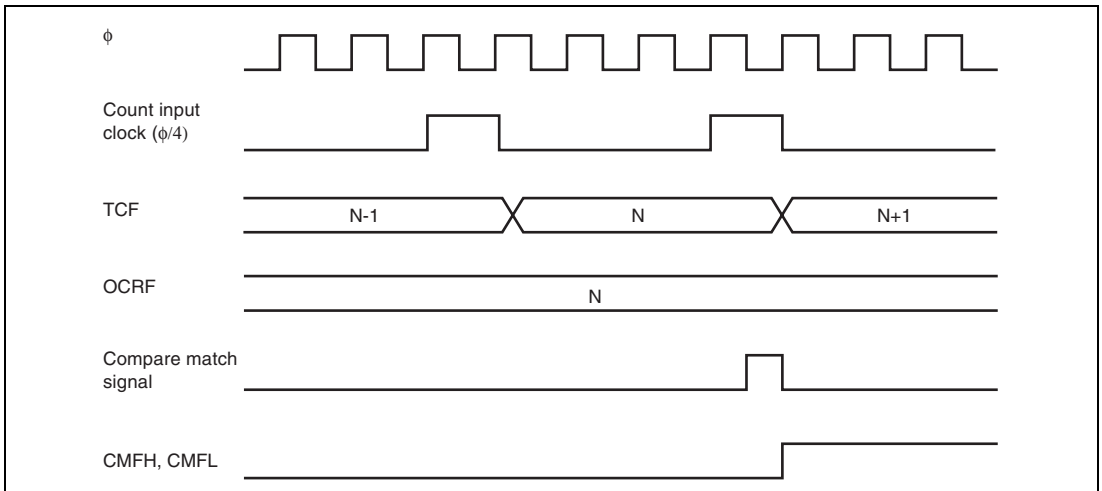 ϕ
Count input
clock (ϕ/4)
TCF
N-1
N
N+1
OCRF
N
Compare match
signal
CMFH, CMFL